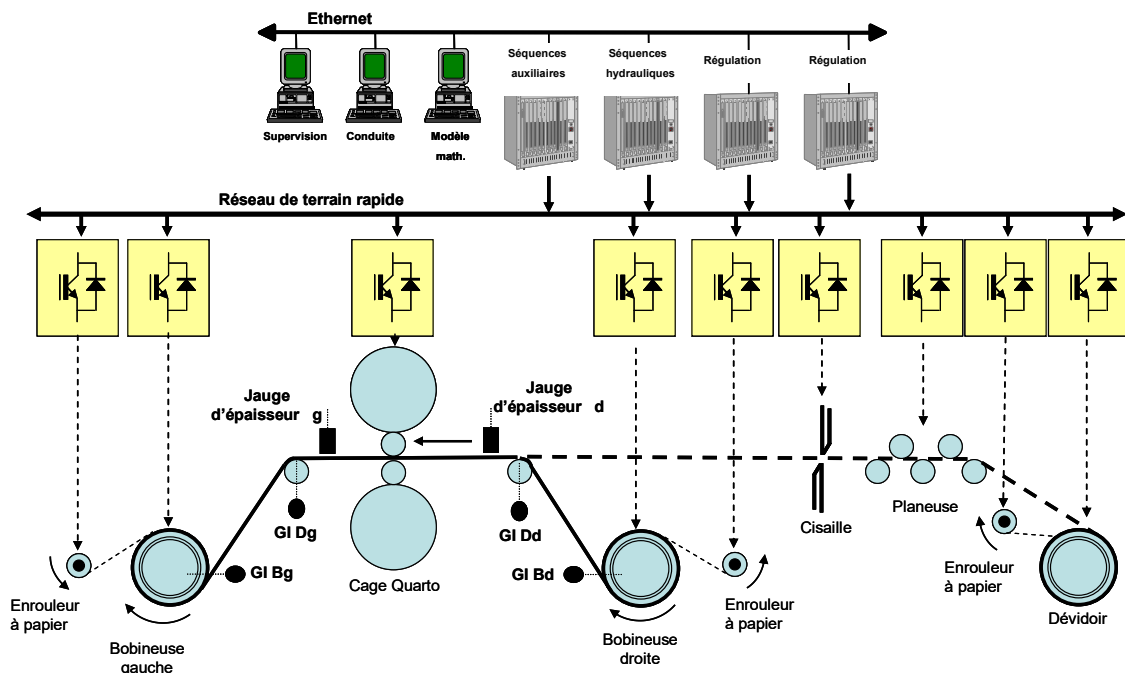 Ethernet
Séquences
auxiliaires
Séquences
hydrauliques
Régulation
Régulation
Supervision
Conduite
Modèle
math.
Réseau de terrain rapide
Jauge
d'épaisseur g
Jauge
d'épaisseur d
GI Dg
GI Dd
GI Bg
GI Bd
Cage Quarto
Cisaille
Planeuse
Enrouleur
à papier
Bobineuse
gauche
Bobineuse
droite
Enrouleur
à papier
Enrouleur
à papier
Dévidoir